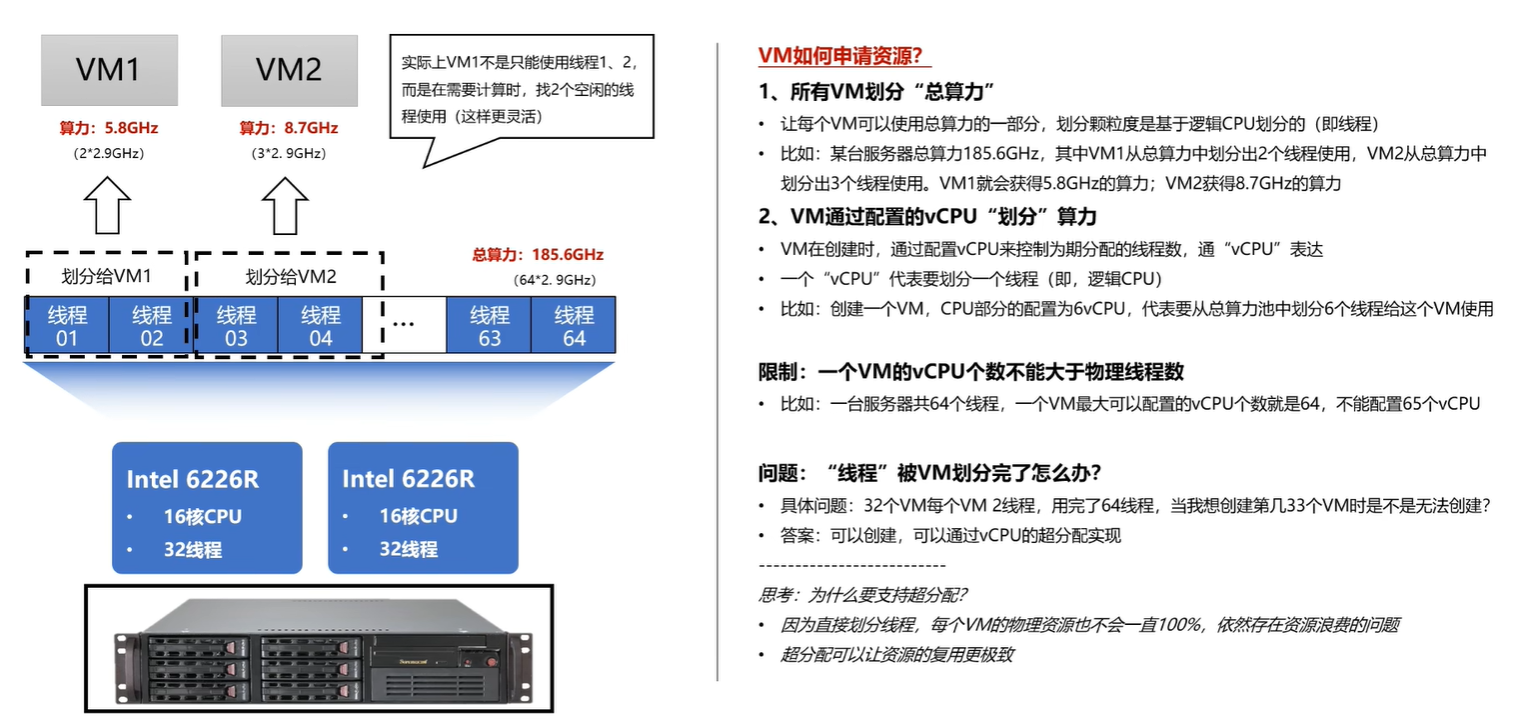 VM1
VM2
算力：5.8GHz
（2*2.9GHz）
算力：8.7GHz
（3*2. 9GHz）
实际上VM1不是只能使用线程1、2，
而是在需要计算时，找2个空闲的线
程使用（这样更灵活）
总算力：185.6GHz
（64*2. 9GHz）
划分给VM1
划分给VM2
线程
01
线程
02
线程
03
线程
04
...
线程
63
线程
64
Intel 6226R
• 16核CPU
• 32线程
Intel 6226R
• 16核CPU
• 32线程
VM如何申请资源？
1、所有VM划分“总算力”
• 让每个VM可以使用总算力的一部分，划分颗粒度是基于逻辑CPU划分的（即线程）
• 比如：某台服务器总算力185.6GHz，其中VM1从总算力中划分出2个线程使用，VM2从总算力中
划分出3个线程使用。VM1就会获得5.8GHz的算力；VM2获得8.7GHz的算力
2、VM通过配置的vCPU“划分”算力
• VM在创建时，通过配置vCPU来控制为期分配的线程数，通“vCPU”表达
• 一个“vCPU”代表要划分一个线程（即，逻辑CPU）
• 比如：创建一个VM，CPU部分的配置为6vCPU，代表要从总算力池中划分6个线程给这个VM使用
限制：一个VM的vCPU个数不能大于物理线程数
• 比如：一台服务器共64个线程，一个VM最大可以配置的vCPU个数就是64，不能配置65个vCPU
问题：“线程”被VM划分完了怎么办？
• 具体问题：32个VM每个VM 2线程，用完了64线程，当我想创建第几33个VM时是不是无法创建？
• 答案：可以创建，可以通过vCPU的超分配实现
--------------------------
思考：为什么要支持超分配？
• 因为直接划分线程，每个VM的物理资源也不会一直100%，依然存在资源浪费的问题
• 超分配可以让资源的复用更极致